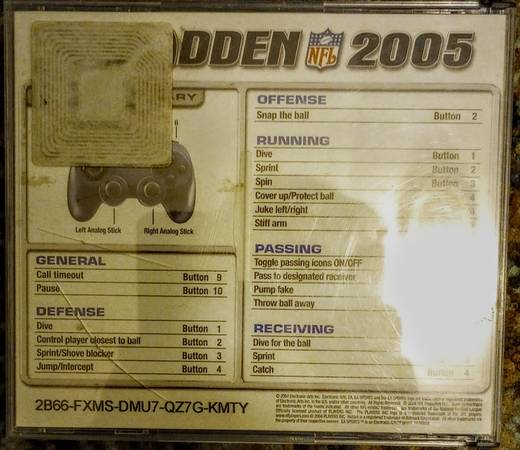 DDEN NFL 2005
ARY
6
Left Analog Stick Right Analog Stick
GENERAL
Call timeout Button 9
Pause Button 10
DEFENSE
Dive Button 1
Control player closest to ball Button 2
Sprint/Shove blocker Button 3
Jump/Intercept Button 4
OFFENSE
Snap the ball Button 2
RUNNING
Dive Button 1
Sprint Button 2
Spin Button 3
Cover up/Protect ball
Juke left/right
Stiff arm
PASSING
Toggle passing icons ON/OFF
Pass to designated receiver
Pump fake
Throw ball away
RECEIVING
Dive for the ball
Sprint
Catch Button 4
2B66-FXMS-DMU7-QZ7G-KMTY